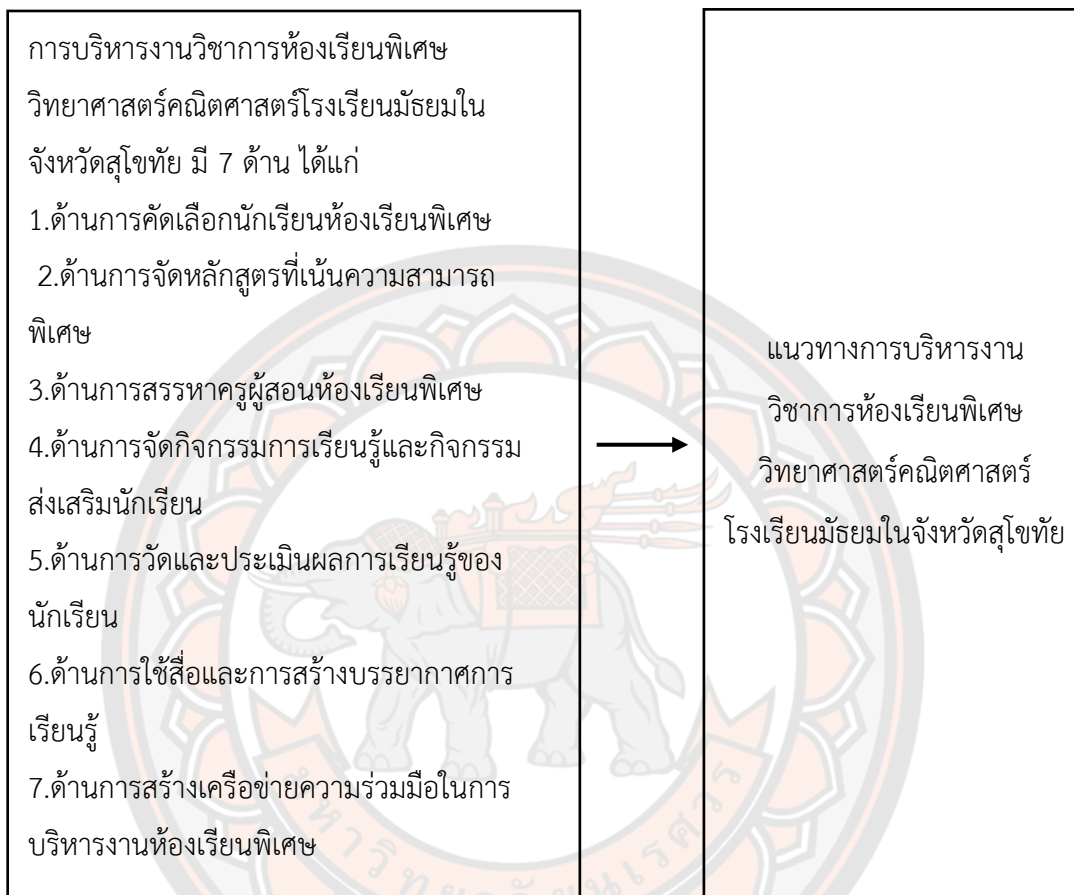 การบริหารงานวิชาการห้องเรียนพิเศษ
วิทยาศาสตร์คณิตศาสตร์โรงเรียนมัธยมใน
จังหวัดสุโขทัย มี 7 ด้าน ได้แก่
1.ด้านการคัดเลือกนักเรียนห้องเรียนพิเศษ
2.ด้านการจัดหลักสูตรที่เน้นความสามารถ
พิเศษ
3.ด้านการสรรหาครูผู้สอนห้องเรียนพิเศษ
4.ด้านการจัดกิจกรรมการเรียนรู้และกิจกรรม
ส่งเสริมนักเรียน
5.ด้านการวัดและประเมินผลการเรียนรู้ของ
นักเรียน
6.ด้านการใช้สื่อและการสร้างบรรยากาศการ
เรียนรู้
7.ด้านการสร้างเครือข่ายความร่วมมือในการ
บริหารงานห้องเรียนพิเศษ
แนวทางการบริหารงาน
วิชาการห้องเรียนพิเศษ
วิทยาศาสตร์คณิตศาสตร์
โรงเรียนมัธยมในจังหวัดสุโขทัย